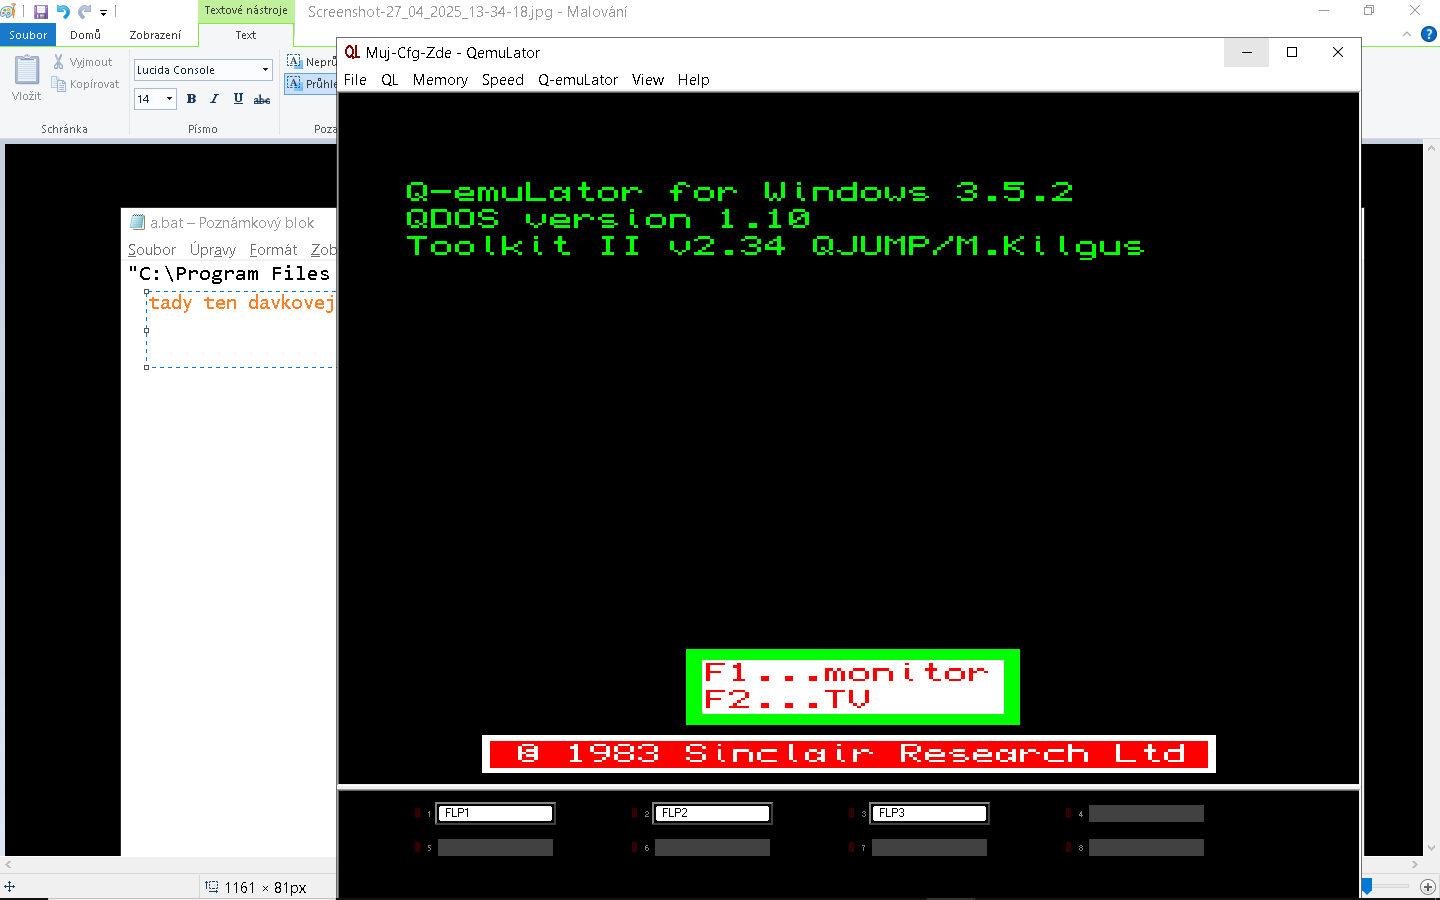 Textové nástroje
Screenshot-27_04_2025_13-34-18.jpg - Malování
Soubor
Domů
Zobrazení
Text
Vložit
Vyjmout
Kopírovat
Schránka
Lucida Console
14
B I U abc
Písmo
Neprů
Průhle
Poza
QL Muj-Cfg-Zde - QemuLator
File QL Memory Speed Q-emuLator View Help
Q-emuLator for Windows 3.5.2
QDOS version 1.10
Toolkit II v2.34 QJUMP/M.Kilgus
a.bat – Poznámkový blok
Soubor Úpravy Formát Zob
"C:\Program Files
tady ten davkovej
F1...monitor
F2...TV
© 1983 Sinclair Research Ltd
1 FLP1
2 FLP2
3 FLP3
4
5
6
7
8
1161 × 81px